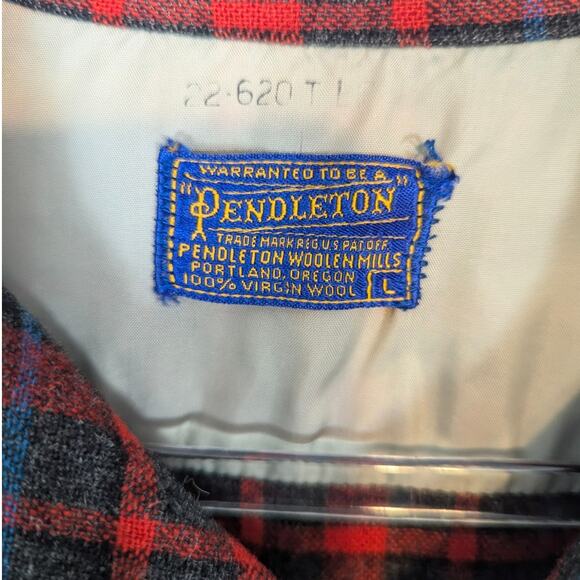 22-620 T L
WARRANTED TO BE A
"PENDLETON"
TRADE MARK REG. U.S. PAT. OFF.
PENDLETON WOOLEN MILLS
PORTLAND, OREGON
100% VIRGIN WOOL L